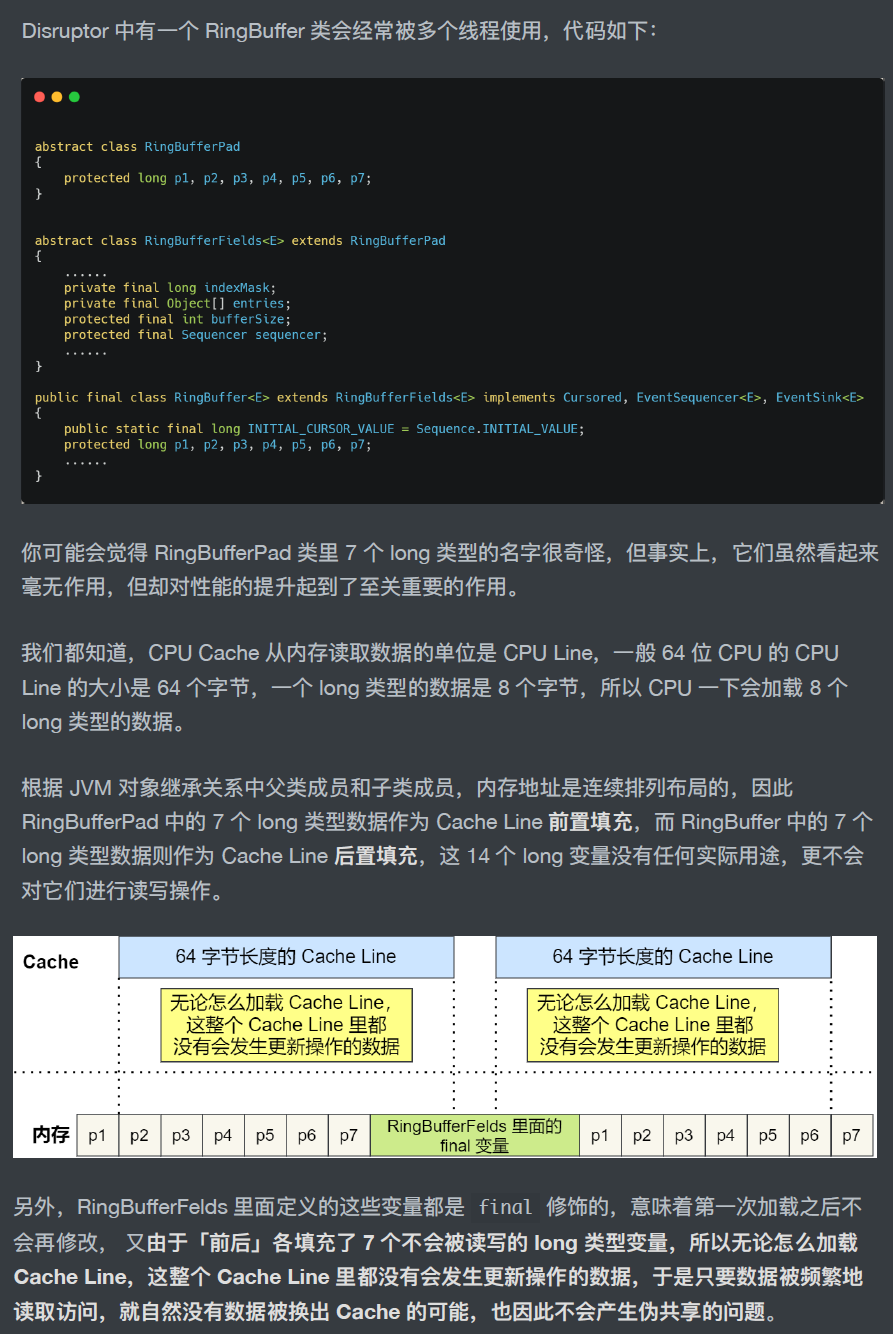 Disruptor 中有一个 RingBuffer 类会经常被多个线程使用，代码如下：
abstract class RingBufferPad
{
protected long p1, p2, p3, p4, p5, p6, p7;
}
abstract class RingBufferFields<E> extends RingBufferPad
{
......
private final long indexMask;
private final Object[] entries;
protected final int bufferSize;
protected final Sequencer sequencer;
......
}
public final class RingBuffer<E> extends RingBufferFields<E> implements Cursored, EventSequencer<E>, EventSink<E>
{
public static final long INITIAL_CURSOR_VALUE = Sequence.INITIAL_VALUE;
protected long p1, p2, p3, p4, p5, p6, p7;
......
}
你可能会觉得 RingBufferPad 类里 7 个 long 类型的名字很奇怪，但事实上，它们虽然看起来
毫无作用，但却对性能的提升起到了至关重要的作用。
我们都知道，CPU Cache 从内存读取数据的单位是 CPU Line，一般 64 位 CPU 的 CPU
Line 的大小是 64 个字节，一个 long 类型的数据是 8 个字节，所以 CPU 一下会加载 8 个
long 类型的数据。
根据 JVM 对象继承关系中父类成员和子类成员，内存地址是连续排列布局的，因此
RingBufferPad 中的 7 个 long 类型数据作为 Cache Line 前置填充，而 RingBuffer 中的 7 个
long 类型数据则作为 Cache Line 后置填充，这 14 个 long 变量没有任何实际用途，更不会
对它们进行读写操作。
Cache
64 字节长度的 Cache Line
64 字节长度的 Cache Line
无论怎么加载 Cache Line，
这整个 Cache Line 里都
没有会发生更新操作的数据
无论怎么加载 Cache Line，
这整个 Cache Line 里都
没有会发生更新操作的数据
内存
p1 p2 p3 p4 p5 p6 p7
RingBufferFelds 里面的
final 变量
p1 p2 p3 p4 p5 p6 p7
另外，RingBufferFelds 里面定义的这些变量都是 final 修饰的，意味着第一次加载之后不
会再修改， 又由于「前后」各填充了 7 个不会被读写的 long 类型变量，所以无论怎么加载
Cache Line，这整个 Cache Line 里都没有会发生更新操作的数据，于是只要数据被频繁地
读取访问，就自然没有数据被换出 Cache 的可能，也因此不会产生伪共享的问题。